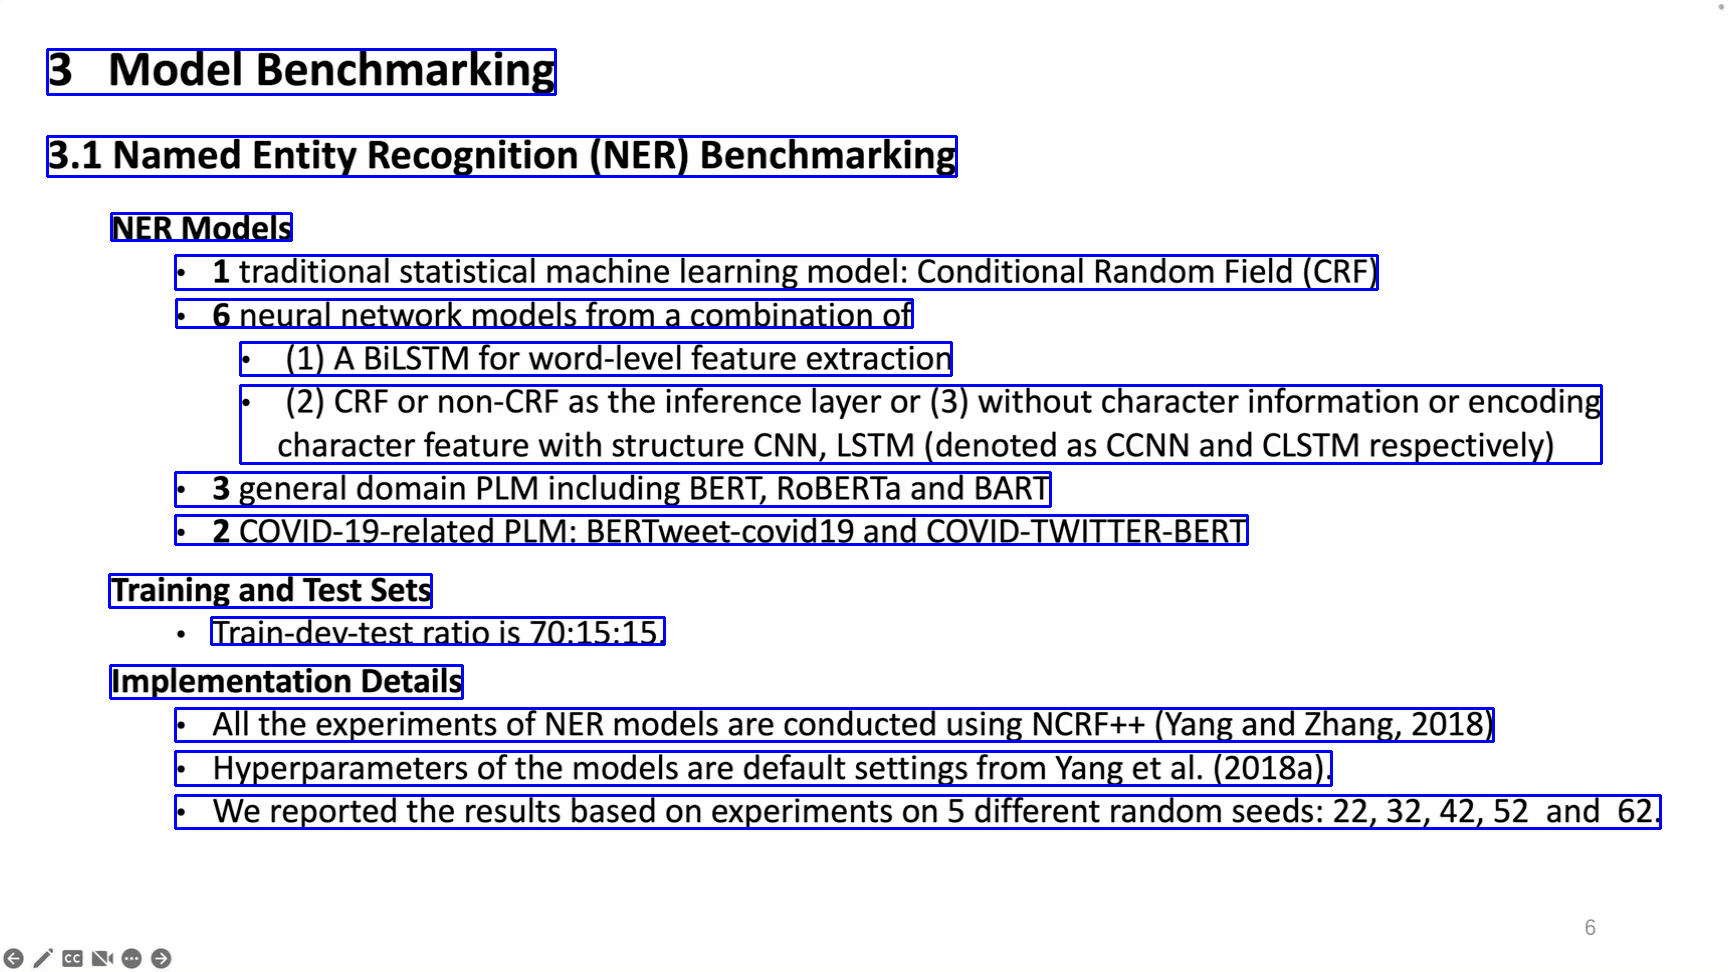 3 Model Benchmarking
3.1 Named Entity Recognition (NER) Benchmarking
NER Models
• 1 traditional statistical machine learning model: Conditional Random Field (CRF)
• 6 neural network models from a combination of
• (1) A BiLSTM for word-level feature extraction
• (2) CRF or non-CRF as the inference layer or (3) without character information or encoding
character feature with structure CNN, LSTM (denoted as CCNN and CLSTM respectively)
• 3 general domain PLM including BERT, RoBERTa and BART
• 2 COVID-19-related PLM: BERTweet-covid19 and COVID-TWITTER-BERT
Training and Test Sets
• Train-dev-test ratio is 70:15:15.
Implementation Details
• All the experiments of NER models are conducted using NCRF++ (Yang and Zhang, 2018)
• Hyperparameters of the models are default settings from Yang et al. (2018a).
• We reported the results based on experiments on 5 different random seeds: 22, 32, 42, 52 and 62.
6
CC